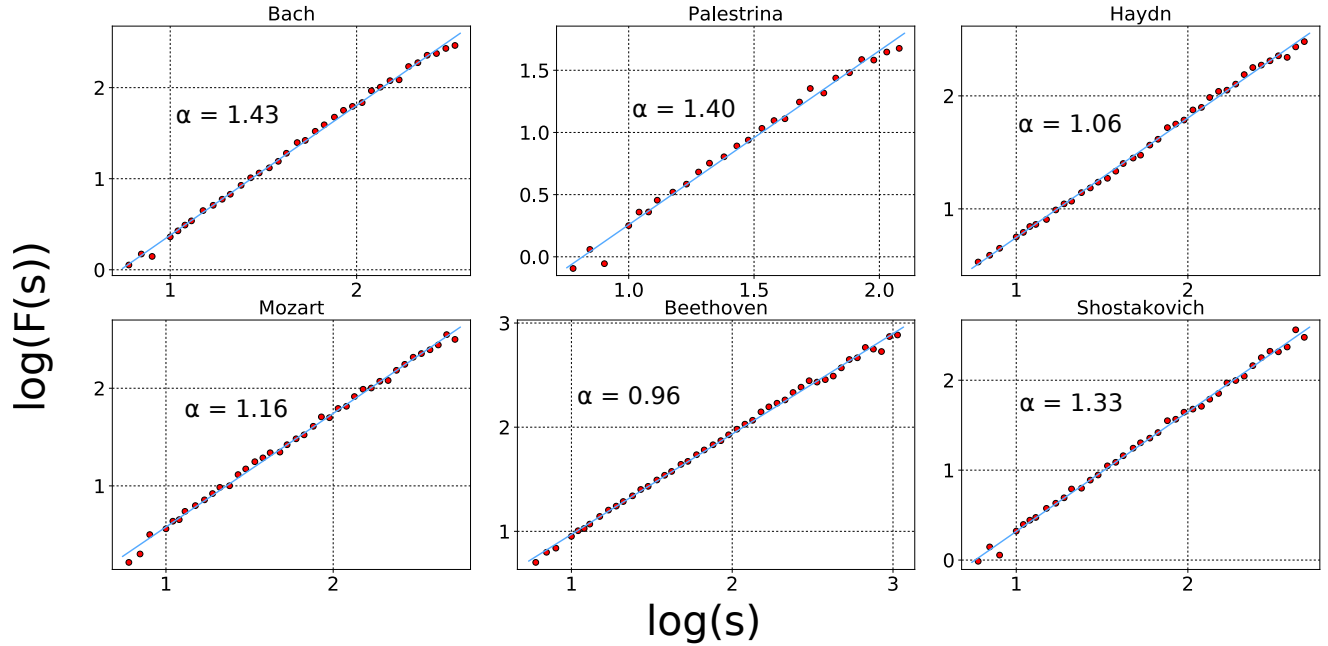 Bach
Palestrina
Haydn
2
1
0
1
2
α = 1.43
1.5
1.0
0.5
0.0
1.0
1.5
2.0
α = 1.40
2
1
1
2
α = 1.06
log(F(s))
Mozart
Beethoven
Shostakovich
2
1
1
2
α = 1.16
3
2
1
1
2
3
α = 0.96
2
1
0
1
2
α = 1.33
log(s)